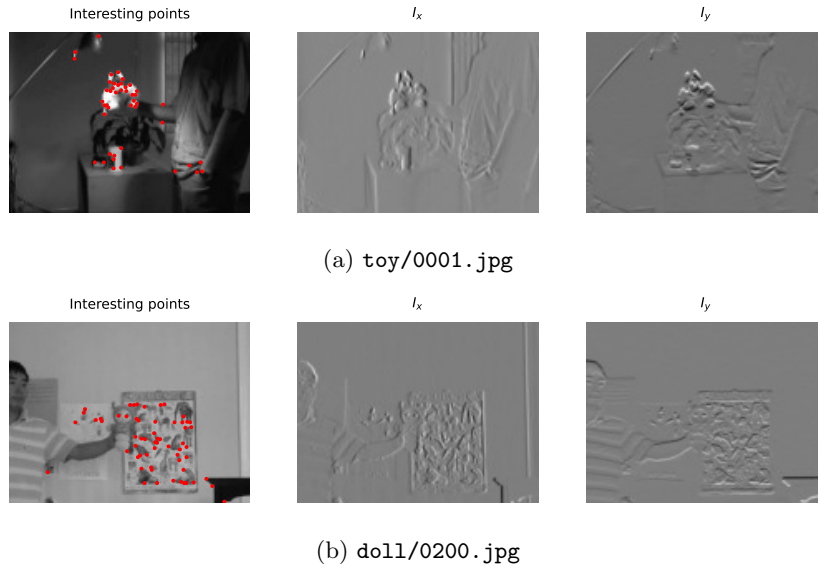 Interesting points
I_x
I_y
(a) toy/0001.jpg
Interesting points
I_x
I_y
(b) doll/0200.jpg